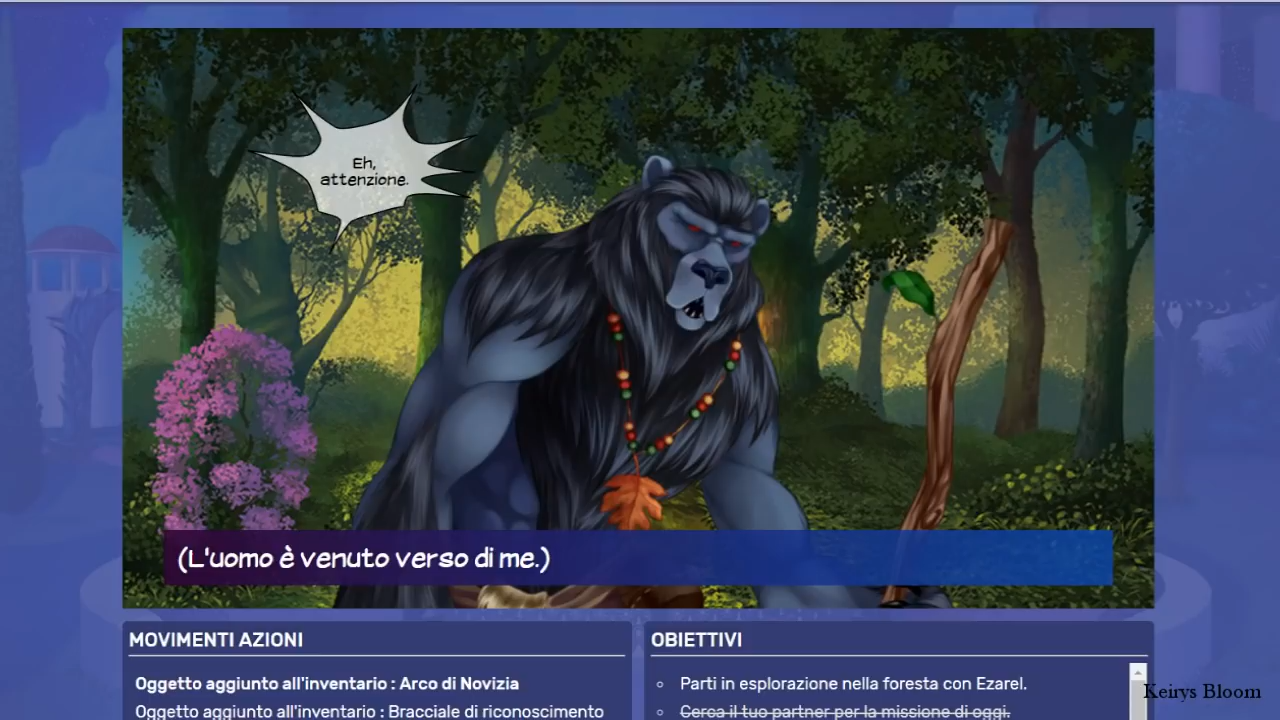 Eh,
attenzione.
(L'uomo è venuto verso di me.)
MOVIMENTI AZIONI
Oggetto aggiunto all'inventario : Arco di Novizia
Oggetto aggiunto all'inventario : Bracciale di riconoscimento
OBIETTIVI
Parti in esplorazione nella foresta con Ezarel.
Cerca il tuo partner per la missione di oggi.
Keirys Bloom